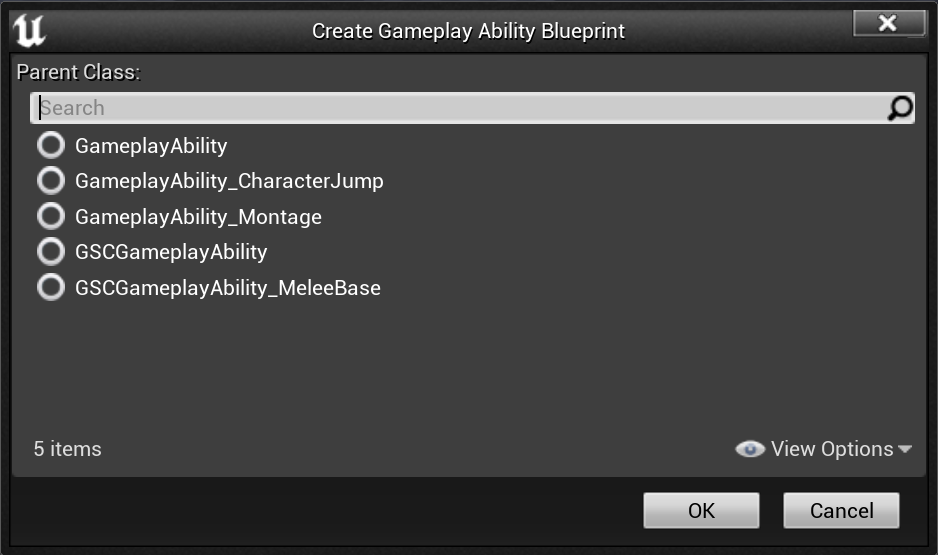 Create Gameplay Ability Blueprint
Parent Class:
Search
GameplayAbility
GameplayAbility_CharacterJump
GameplayAbility_Montage
GSCGameplayAbility
GSCGameplayAbility_MeleeBase
5 items
View Options
OK
Cancel